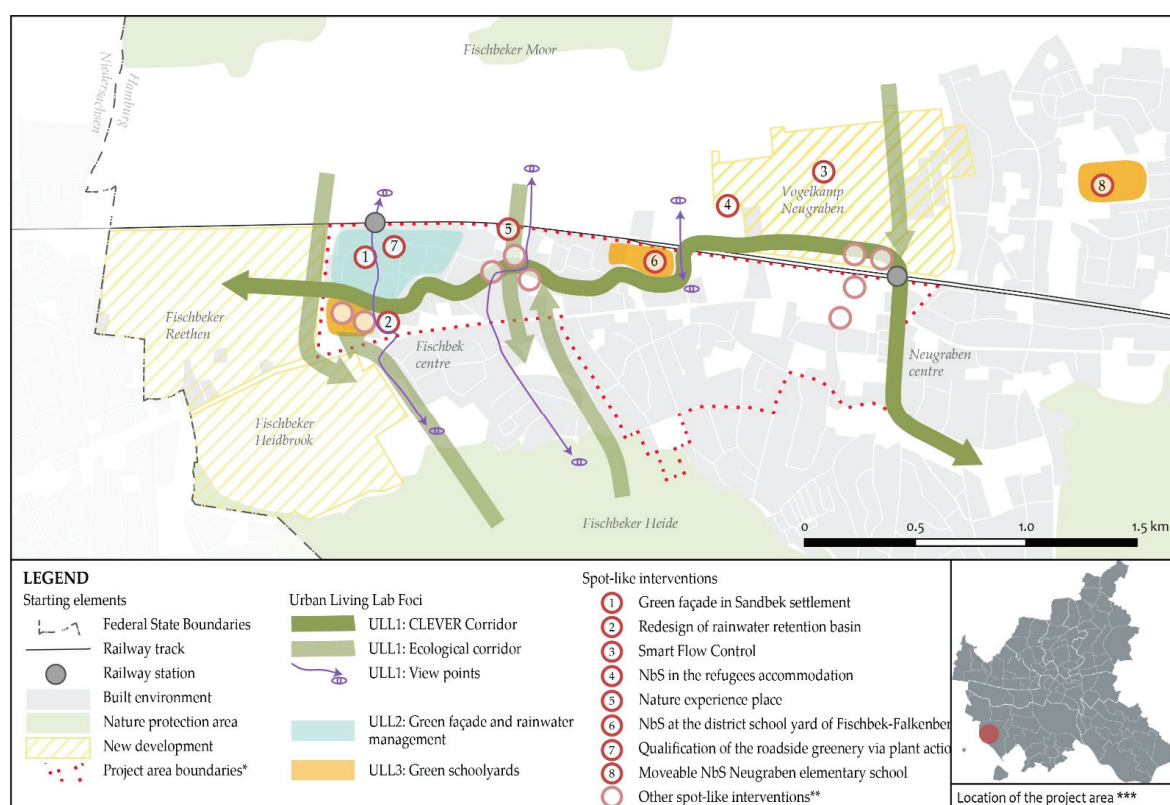 Fischbeker Moor
Hamburg
Niedersachsen
3
8
Vogelkamp
Neugraben
4
5
7
1
6
2
Fischbeker
Reethen
Fischbek
centre
Neugraben
centre
Fischbeker
Heidbrook
Fischbeker Heide
0 0.5 1.0 1.5 km
LEGEND
Starting elements
Federal State Boundaries
Railway track
Railway station
Built environment
Nature protection area
New development
Project area boundaries*
Urban Living Lab Foci
ULL1: CLEVER Corridor
ULL1: Ecological corridor
ULL1: View points
ULL2: Green façade and rainwater
management
ULL3: Green schoolyards
Spot-like interventions
1 Green façade in Sandbek settlement
2 Redesign of rainwater retention basin
3 Smart Flow Control
4 NbS in the refugees accommodation
5 Nature experience place
6 NbS at the district school yard of Fischbek-Falkenber
7 Qualification of the roadside greenery via plant actio
8 Moveable NbS Neugraben elementary school
Other spot-like interventions**
Location of the project area ***